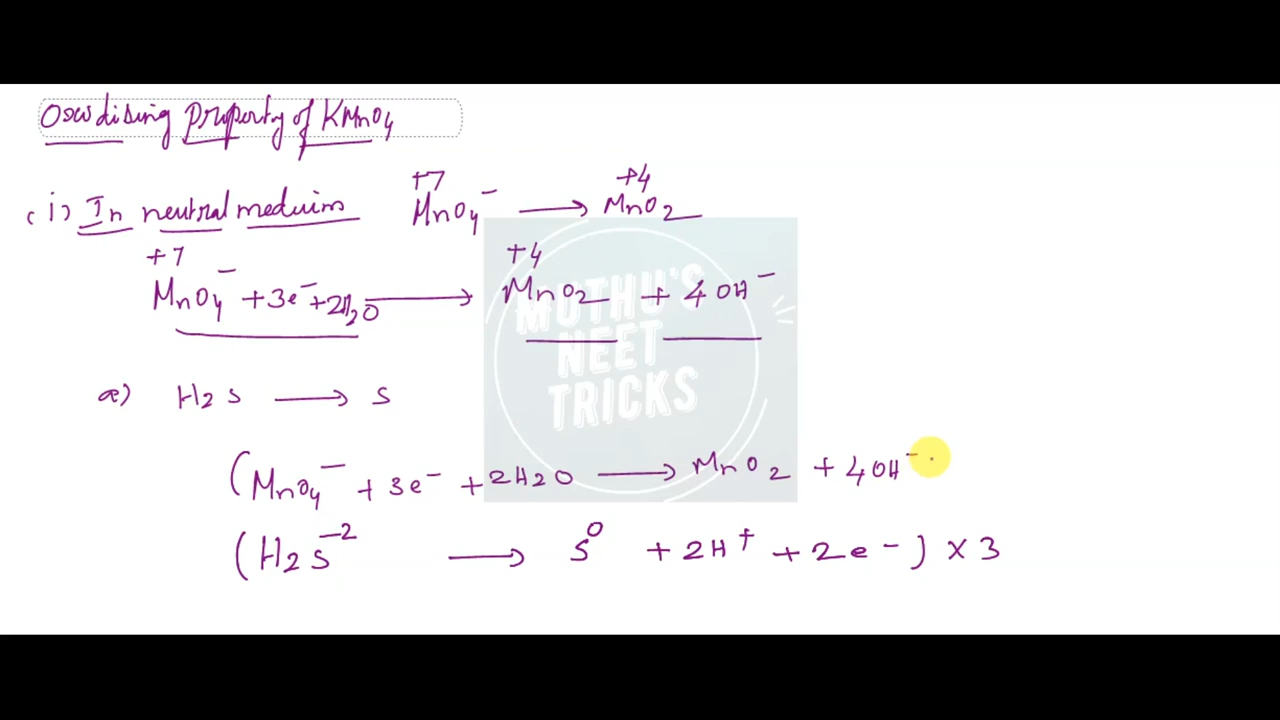 Oxidising property of KMnO₄
(i) In neutral medium MnO₄⁻ ⟶ MnO₂
+7 +4
MnO₄⁻ + 3e⁻ + 2H₂O ⟶ MnO₂ + 4OH⁻
+7 +4
a) H₂S ⟶ S
(MnO₄⁻ + 3e⁻ + 2H₂O ⟶ MnO₂ + 4OH⁻
(H₂S⁻² ⟶ S⁰ + 2H⁺ + 2e-) × 3
MUTHU'S
NEET
TRICKS